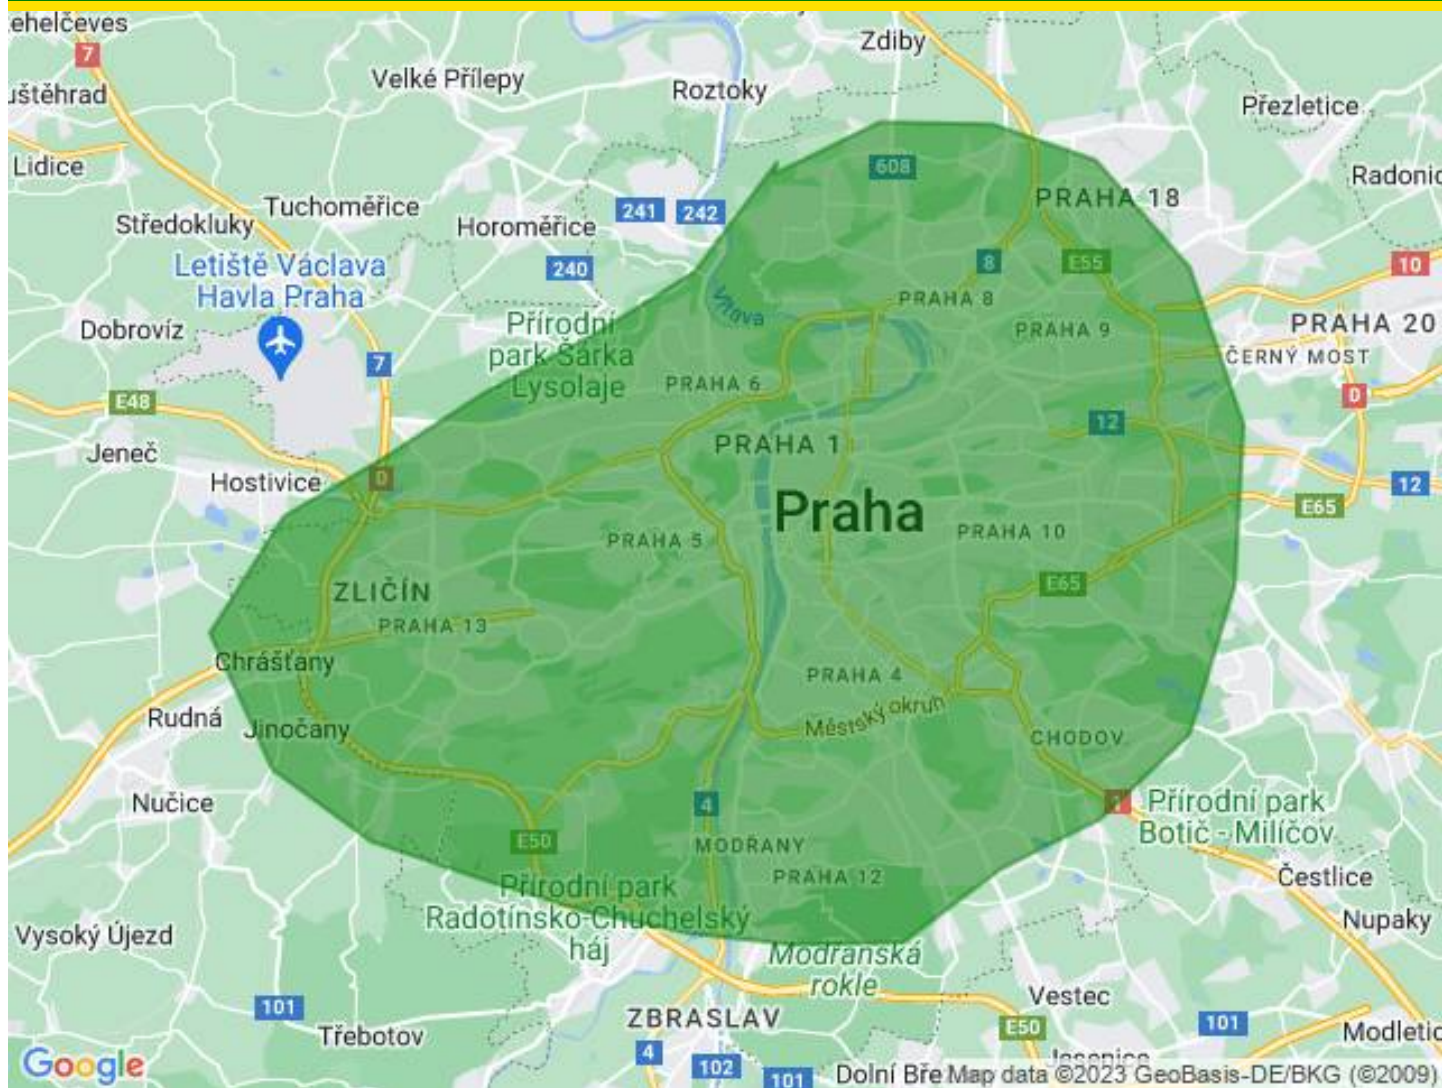 Zdiby
7
Velké Přílepy
Roztoky
Přezletice
Lidice
608
Tuchoměřice
241
242
PRAHA 18
Středokluky
Horoměřice
Letiště Václava
Havla Praha
240
8
E55
10
Vltava
PRAHA 8
Dobrovíz
Přírodní
park Šárka
Lysolaje
PRAHA 9
PRAHA 20
ČERNÝ MOST
7
PRAHA 6
E48
0
12
Jeneč
PRAHA 1
Hostivice
0
12
E65
Praha
PRAHA 5
PRAHA 10
ZLIČÍN
E65
PRAHA 13
Chrášťany
PRAHA 4
Rudná
Jinočany
Městský okruh
CHODOV
Nučice
4
1
Přírodní park
Botič - Milíčov
E50
MODŘANY
PRAHA 12
Čestlice
Přírodní park
Radotínsko-Chuchelský
háj
Nupaky
Vysoký Újezd
Modřanská
rokle
Vestec
101
ZBRASLAV
E50
101
Třebotov
4
102
101
Google
Map data ©2023 GeoBasis-DE/BKG (©2009)